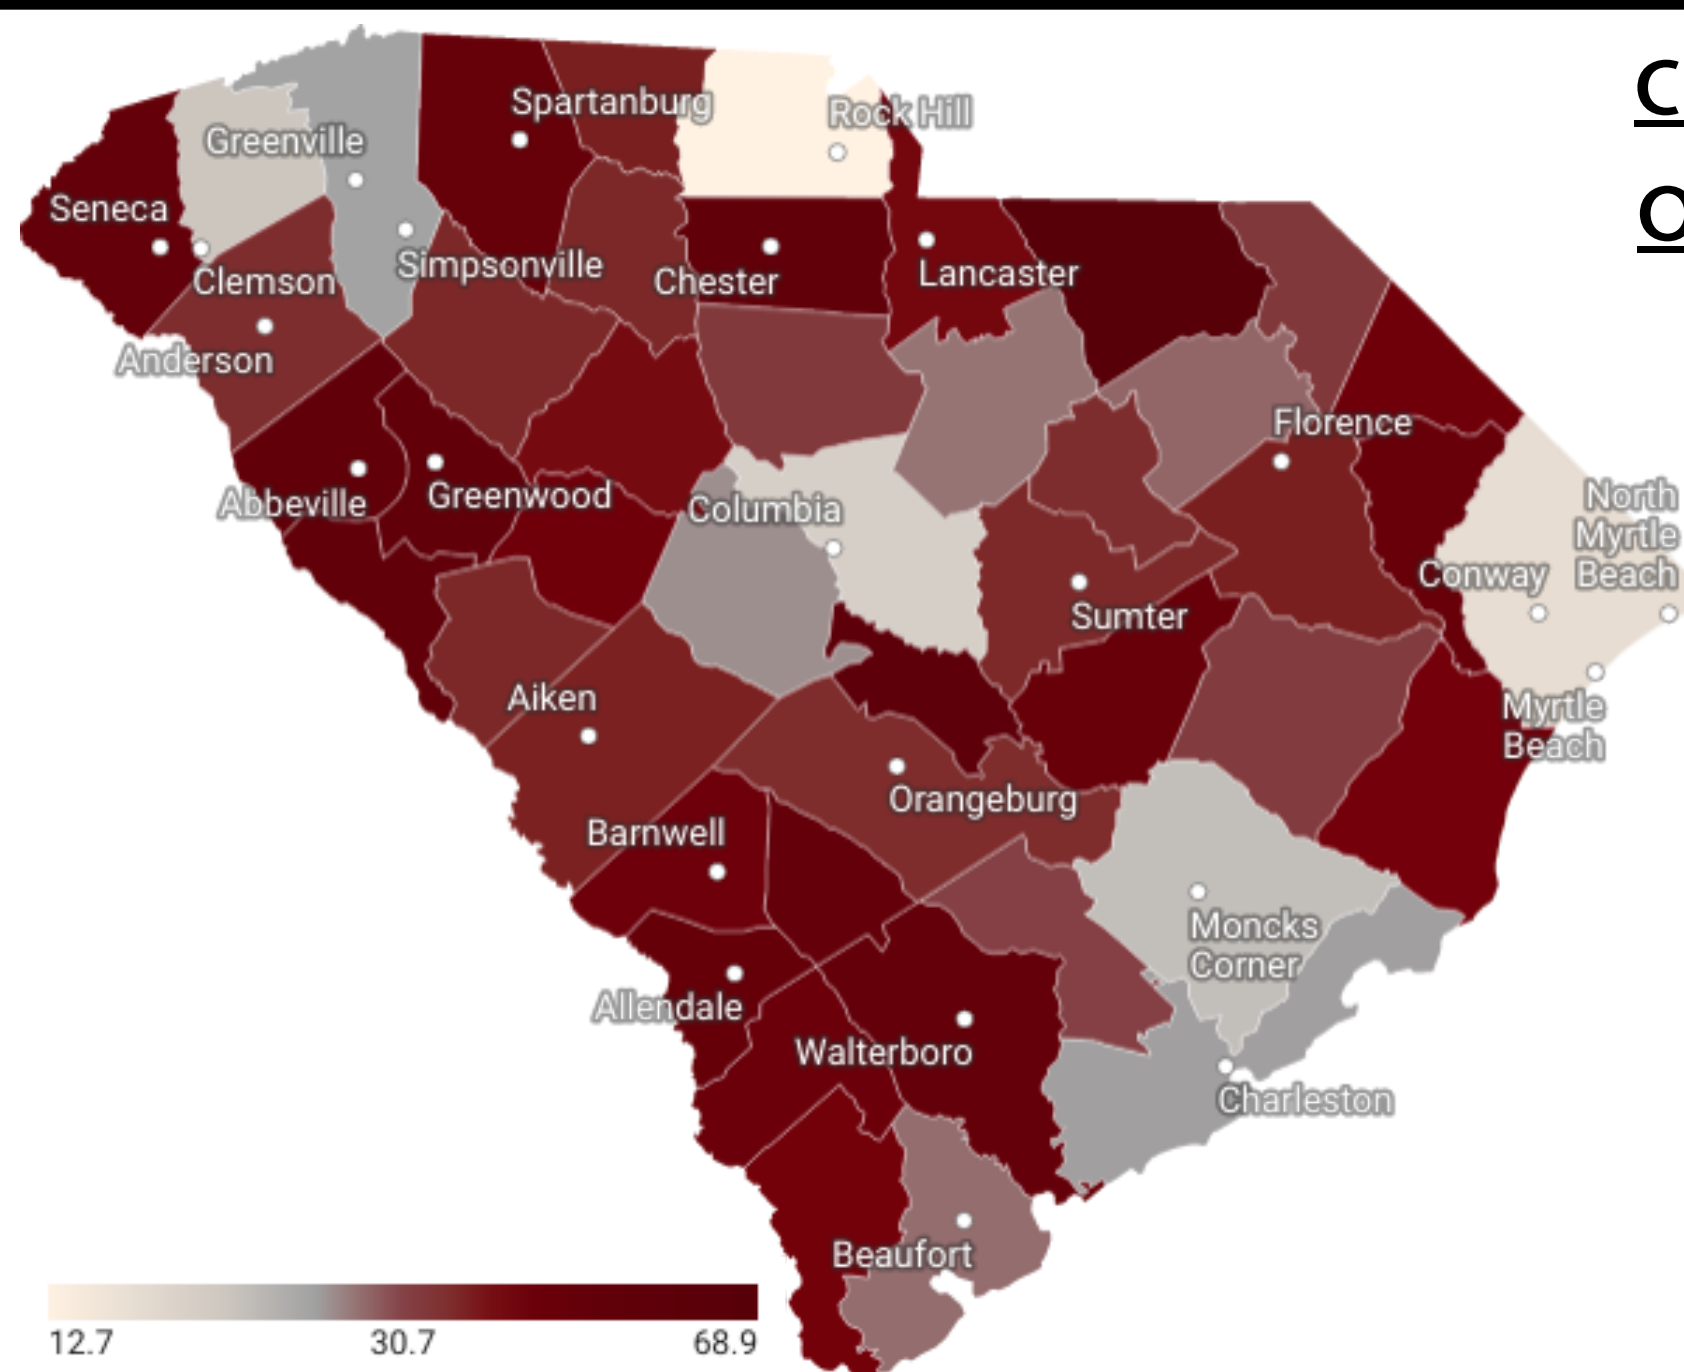 C
O
Spartanburg
Rock Hill
Greenville
Seneca
Simpsonville
Clemson
Chester
Lancaster
Anderson
Florence
Abbeville
Greenwood
Columbia
North
Myrtle
Beach
Conway
Sumter
Aiken
Myrtle
Beach
Orangeburg
Barnwell
Moncks
Corner
Allendale
Walterboro
Charleston
Beaufort
12.7 30.7 68.9